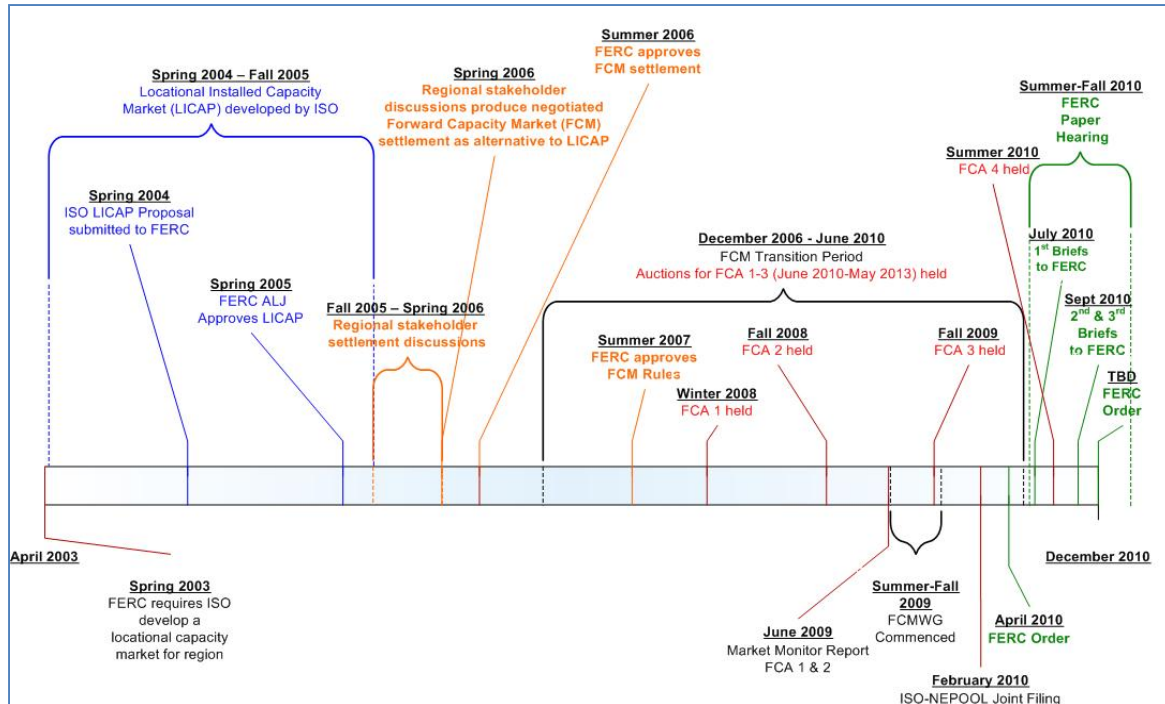 Summer 2006
FERC approves
FCM settlement
Spring 2004 – Fall 2005
Locational Installed Capacity
Market (LICAP) developed by ISO
Spring 2006
Regional stakeholder
discussions produce negotiated
Forward Capacity Market (FCM)
settlement as alternative to LICAP
Summer-Fall 2010
FERC
Paper
Hearing
Summer 2010
FCA 4 held
Spring 2004
ISO LICAP Proposal
submitted to FERC
December 2006 - June 2010
FCM Transition Period
Auctions for FCA 1-3 (June 2010-May 2013) held
July 2010
1st Briefs
to FERC
Spring 2005
FERC ALJ
Approves LICAP
Fall 2005 – Spring 2006
Regional stakeholder
settlement discussions
Sept 2010
2nd & 3rd
Briefs
to FERC
Summer 2007
FERC approves
FCM Rules
Fall 2008
FCA 2 held
Fall 2009
FCA 3 held
Winter 2008
FCA 1 held
TBD
FERC
Order
April 2003
December 2010
Spring 2003
FERC requires ISO
develop a
locational capacity
market for region
Summer-Fall
2009
FCMWG
Commenced
June 2009
Market Monitor Report
FCA 1 & 2
April 2010
FERC Order
February 2010
ISO-NEPOOL Joint Filing